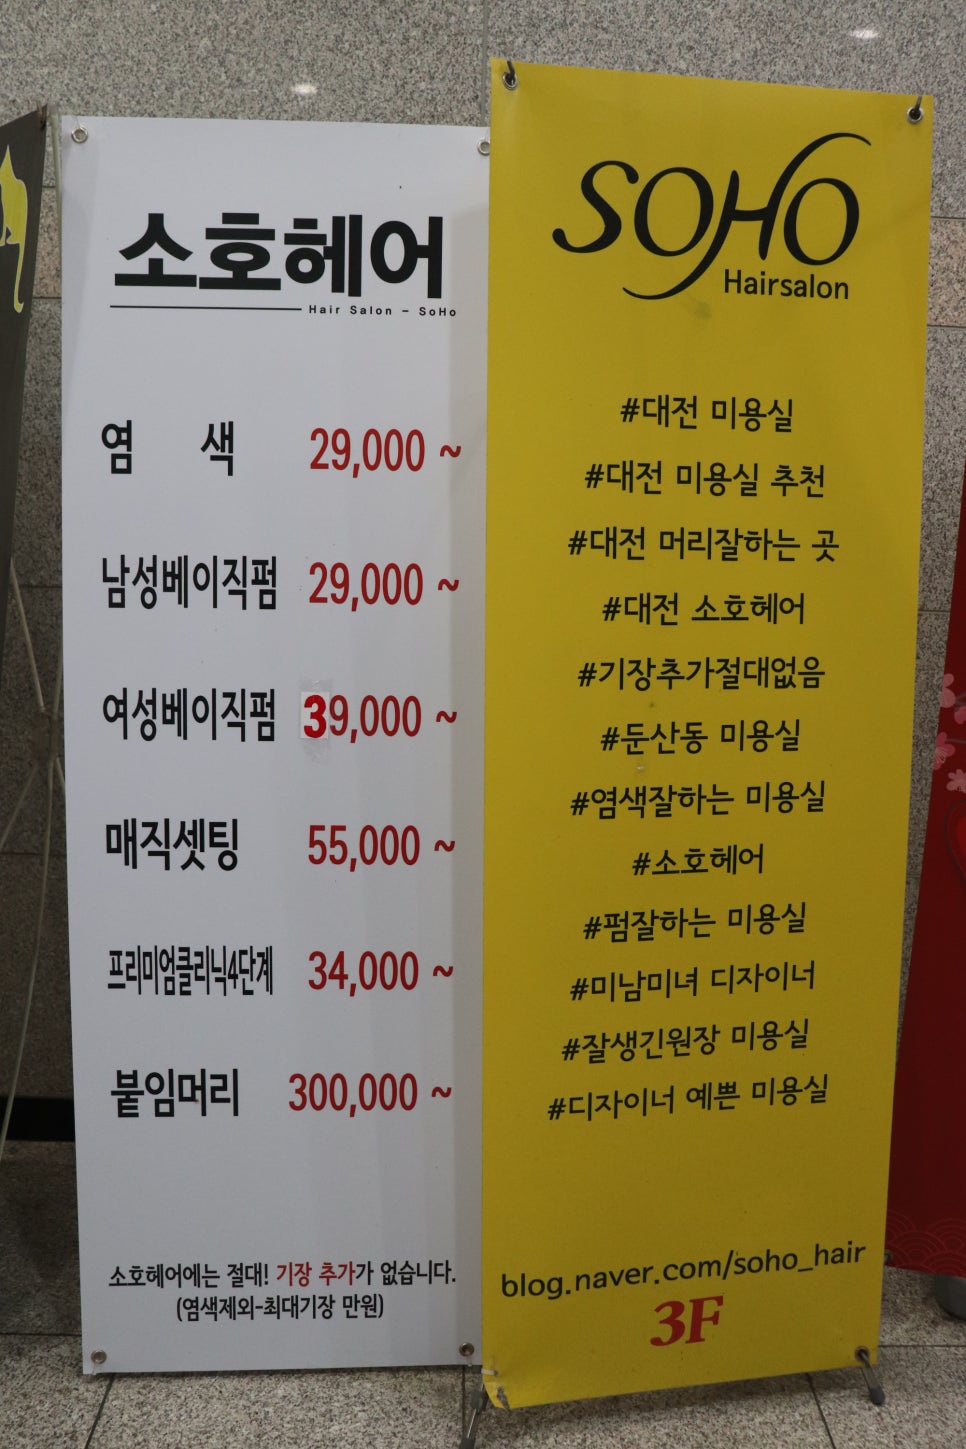 소호헤어
Hair Salon - SoHo
염 색 29,000 ~
남성베이직펌 29,000 ~
여성베이직펌 39,000 ~
매직셋팅 55,000 ~
프리미엄클리닉4단계 34,000 ~
붙임머리 300,000 ~
소호헤어에는 절대! 기장 추가가 없습니다.
(염색제외-최대기장 만원)
SOHO
Hairsalon
#대전 미용실
#대전 미용실 추천
#대전 머리잘하는 곳
#대전 소호헤어
#기장추가절대없음
#둔산동 미용실
#염색잘하는 미용실
#소호헤어
#펌잘하는 미용실
#미남미녀 디자이너
#잘생긴원장 미용실
#디자이너 예쁜 미용실
blog.naver.com/soho_hair
3F